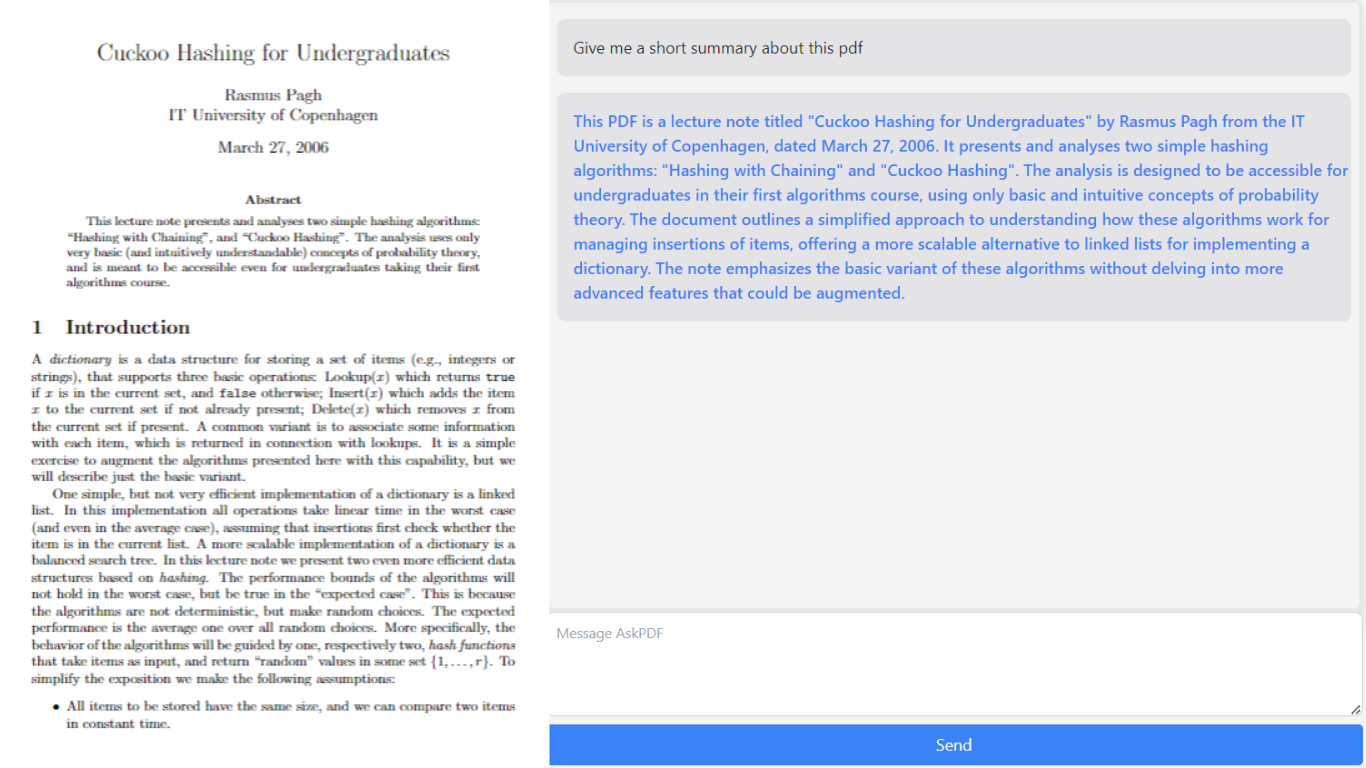 Cuckoo Hashing for Undergraduates
Rasmus Pagh
IT University of Copenhagen
March 27, 2006
Abstract
This lecture note presents and analyses two simple hashing algorithms:
“Hashing with Chaining”, and “Cuckoo Hashing”. The analysis uses only
very basic (and intuitively understandable) concepts of probability theory,
and is meant to be accessible even for undergraduates taking their first
algorithms course.
1 Introduction
A dictionary is a data structure for storing a set of items (e.g., integers or
strings), that supports three basic operations: Lookup(x) which returns true
if x is in the current set, and false otherwise; Insert(x) which adds the item
x to the current set if not already present; Delete(x) which removes x from
the current set if present. A common variant is to associate some information
with each item, which is returned in connection with lookups. It is a simple
exercise to augment the algorithms presented here with this capability, but we
will describe just the basic variant.
One simple, but not very efficient implementation of a dictionary is a linked
list. In this implementation all operations take linear time in the worst case
(and even in the average case), assuming that insertions first check whether the
item is in the current list. A more scalable implementation of a dictionary is a
balanced search tree. In this lecture note we present two even more efficient data
structures based on hashing. The performance bounds of the algorithms will
not hold in the worst case, but be true in the “expected case”. This is because
the algorithms are not deterministic, but make random choices. The expected
performance is the average one over all random choices. More specifically, the
behavior of the algorithms will be guided by one, respectively two, hash functions
that take items as input, and return “random” values in some set {1,...,r}. To
simplify the exposition we make the following assumptions:
• All items to be stored have the same size, and we can compare two items
in constant time.
Give me a short summary about this pdf
This PDF is a lecture note titled "Cuckoo Hashing for Undergraduates" by Rasmus Pagh from the IT
University of Copenhagen, dated March 27, 2006. It presents and analyses two simple hashing
algorithms: "Hashing with Chaining" and "Cuckoo Hashing". The analysis is designed to be accessible for
undergraduates in their first algorithms course, using only basic and intuitive concepts of probability
theory. The document outlines a simplified approach to understanding how these algorithms work for
managing insertions of items, offering a more scalable alternative to linked lists for implementing a
dictionary. The note emphasizes the basic variant of these algorithms without delving into more
advanced features that could be augmented.
Message AskPDF
Send